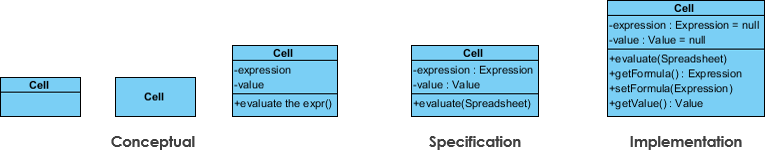 Cell
Cell
Cell
-expression
-value
+evaluate the expr()
Cell
-expression : Expression
-value : Value
+evaluate(Spreadsheet)
Cell
-expression : Expression = null
-value : Value = null
+evaluate(Spreadsheet)
+getFormula() : Expression
+setFormula(Expression)
+getValue() : Value
Conceptual
Specification
Implementation